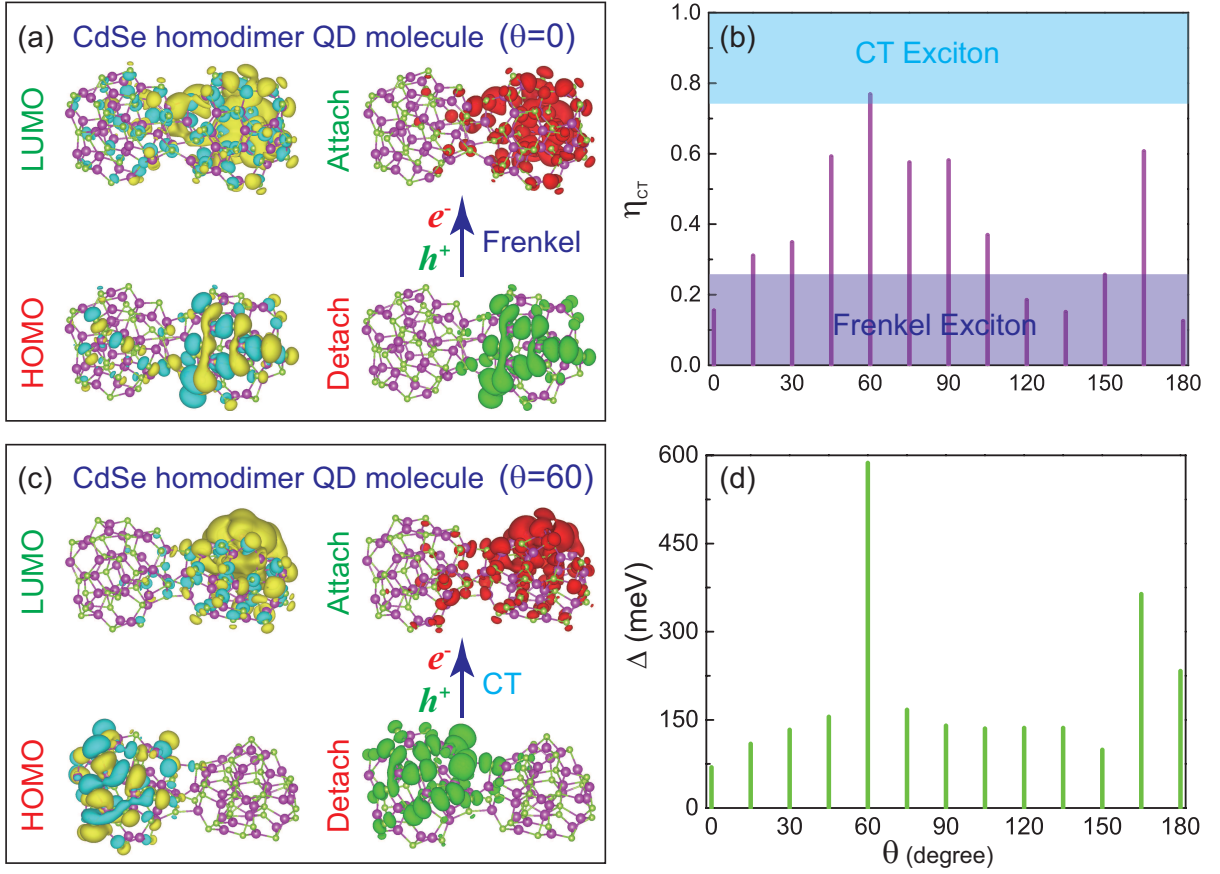 (a) CdSe homodimer QD molecule (θ=0)
LUMO
Attach
e-
h+
Frenkel
HOMO
Detach
(b)
CT Exciton
Frenkel Exciton
ηCT
1.0
0.8
0.6
0.4
0.2
0.0
0 30 60 90 120 150 180
(c) CdSe homodimer QD molecule (θ=60)
LUMO
Attach
e-
h+
CT
HOMO
Detach
(d)
Δ (meV)
600
450
300
150
0
0 30 60 90 120 150 180
θ (degree)